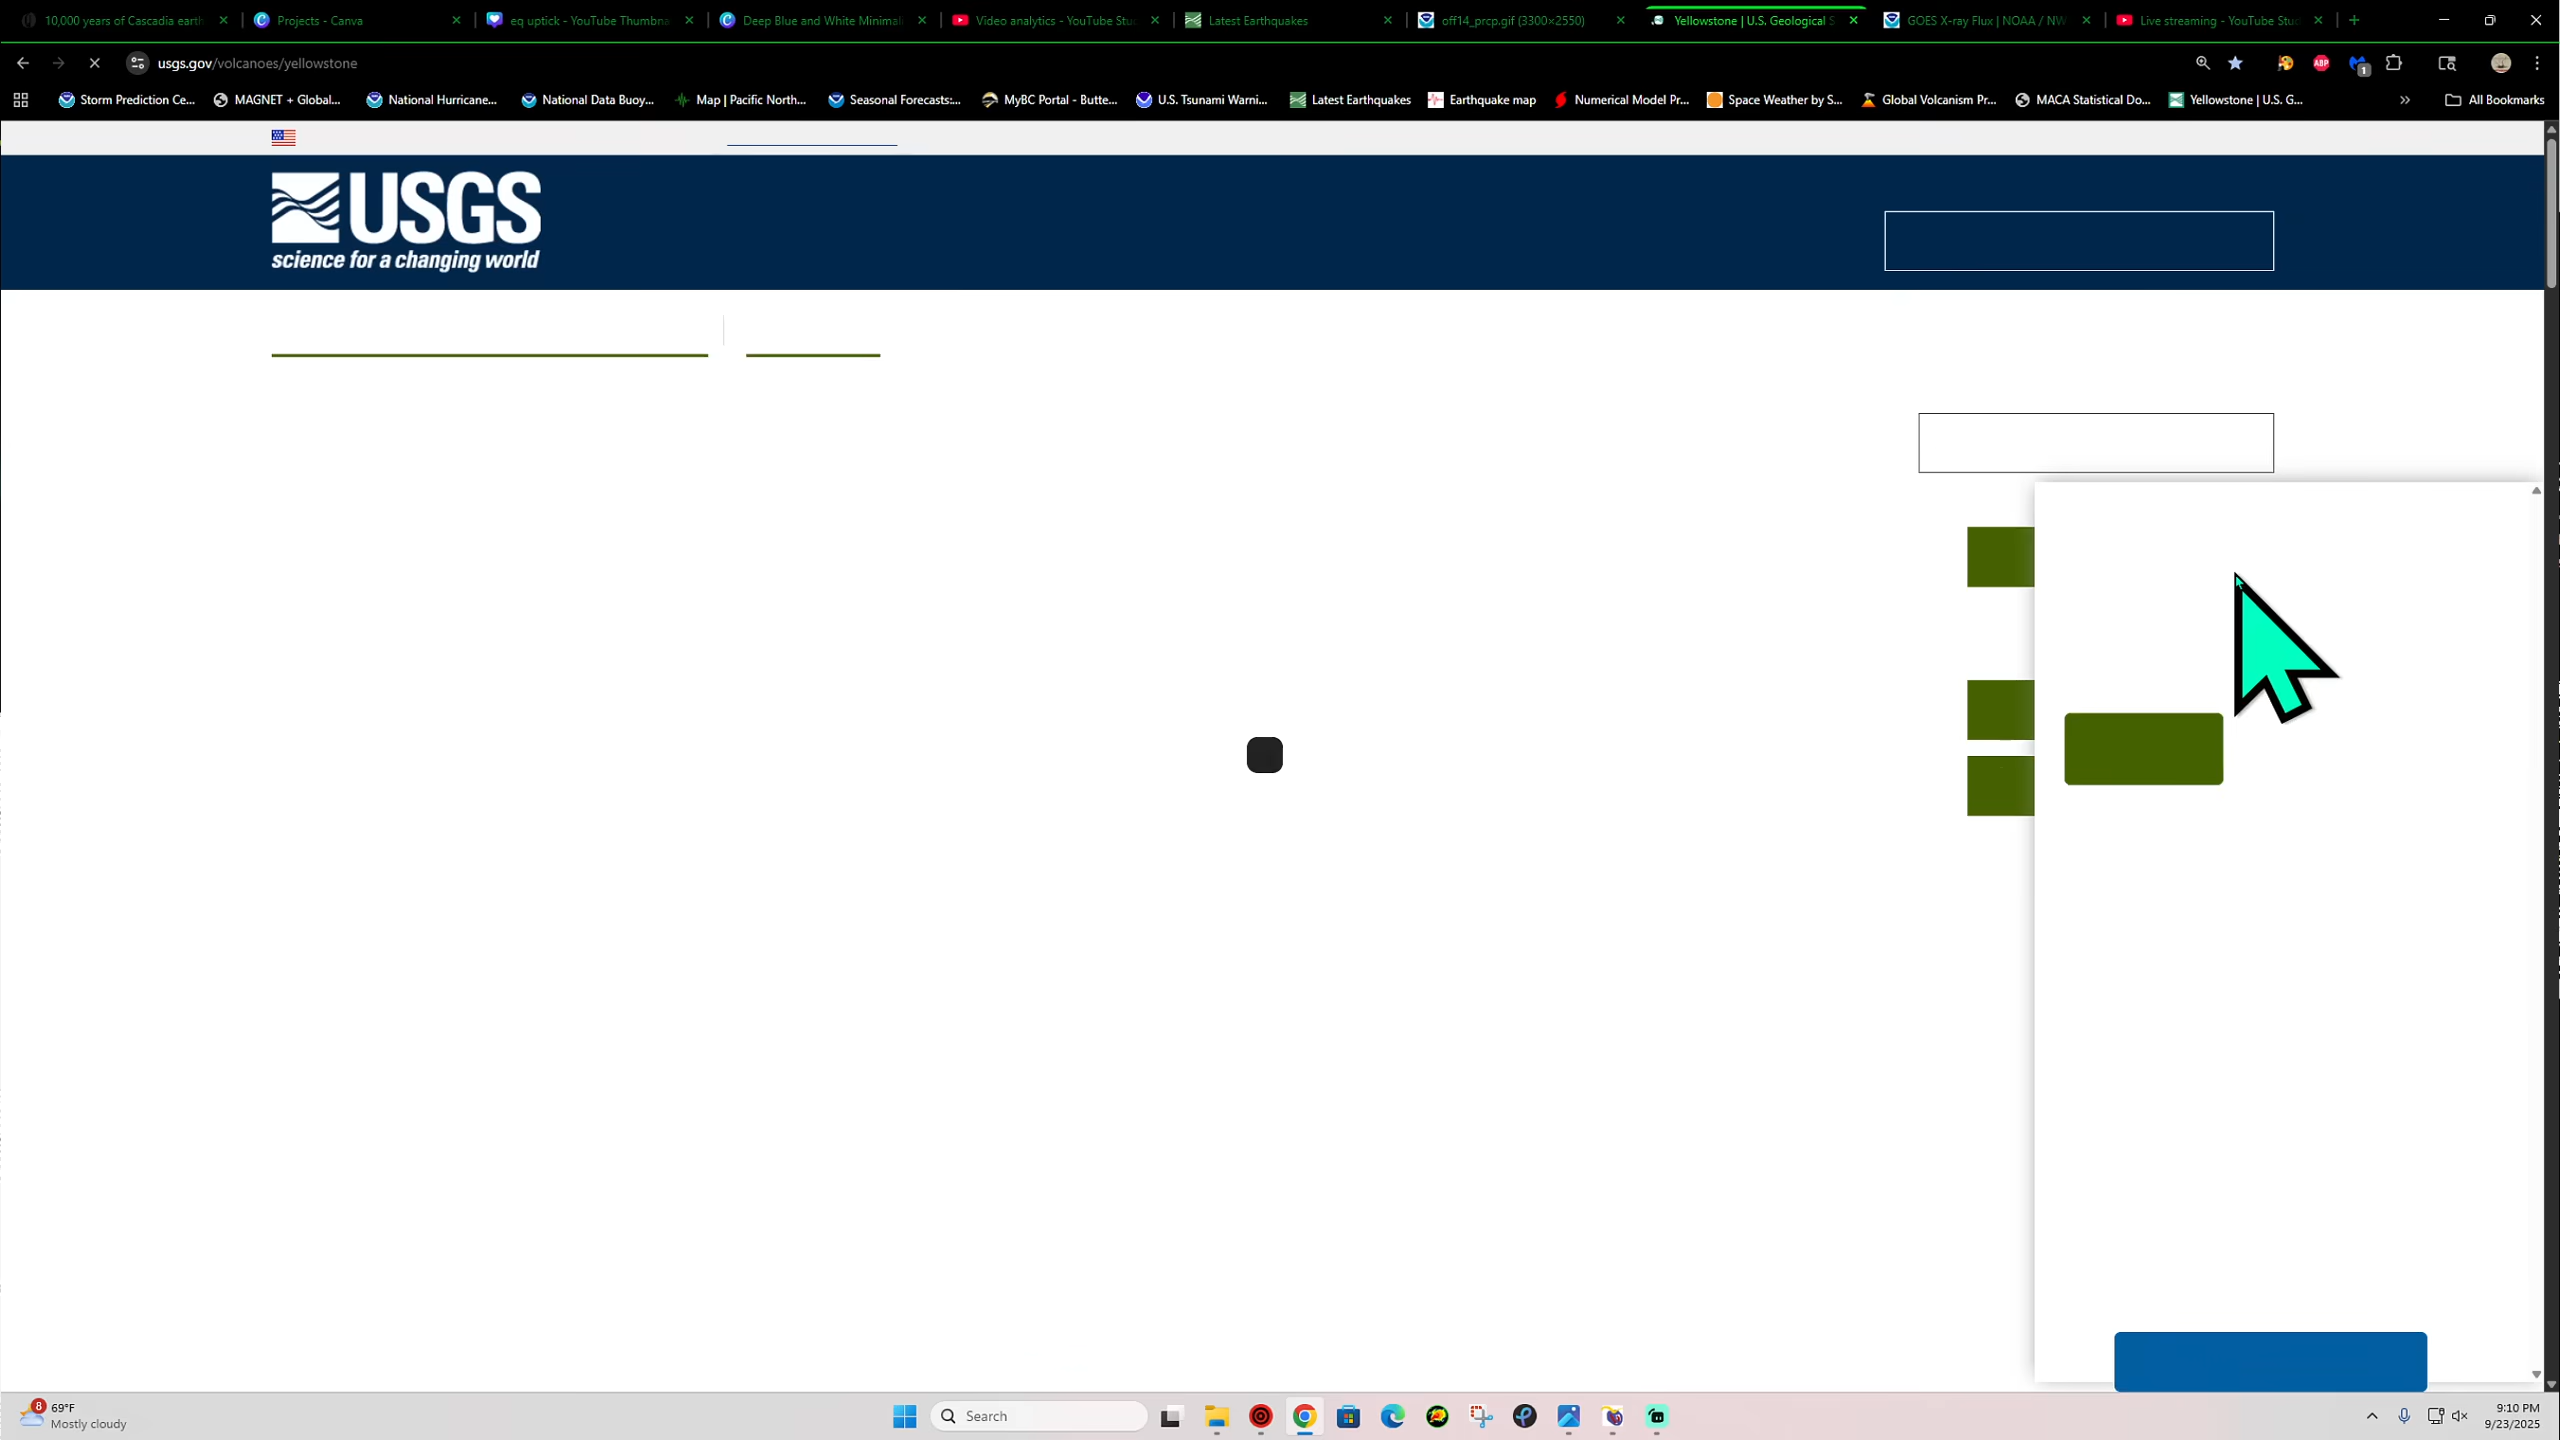 10,000 years of Cascadia earth
Projects - Canva
eq uptick - YouTube Thumbna
Deep Blue and White Minimali
Video analytics - YouTube Stu
Latest Earthquakes
off14_prcp.gif (3300×2550)
Yellowstone | U.S. Geological S
GOES X-ray Flux | NOAA / NW
Live streaming - YouTube Stud
usgs.gov/volcanoes/yellowstone
ABP
1
Storm Prediction Ce...
MAGNET + Global...
National Hurricane...
National Data Buoy...
Map | Pacific North...
Seasonal Forecasts:...
MyBC Portal - Butte...
U.S. Tsunami Warni...
Latest Earthquakes
Earthquake map
Numerical Model Pr...
Space Weather by S...
Global Volcanism Pr...
MACA Statistical Do...
Yellowstone | U.S. G...
All Bookmarks
USGS
science for a changing world
8
69°F
Mostly cloudy
Search
9:10 PM
9/23/2025